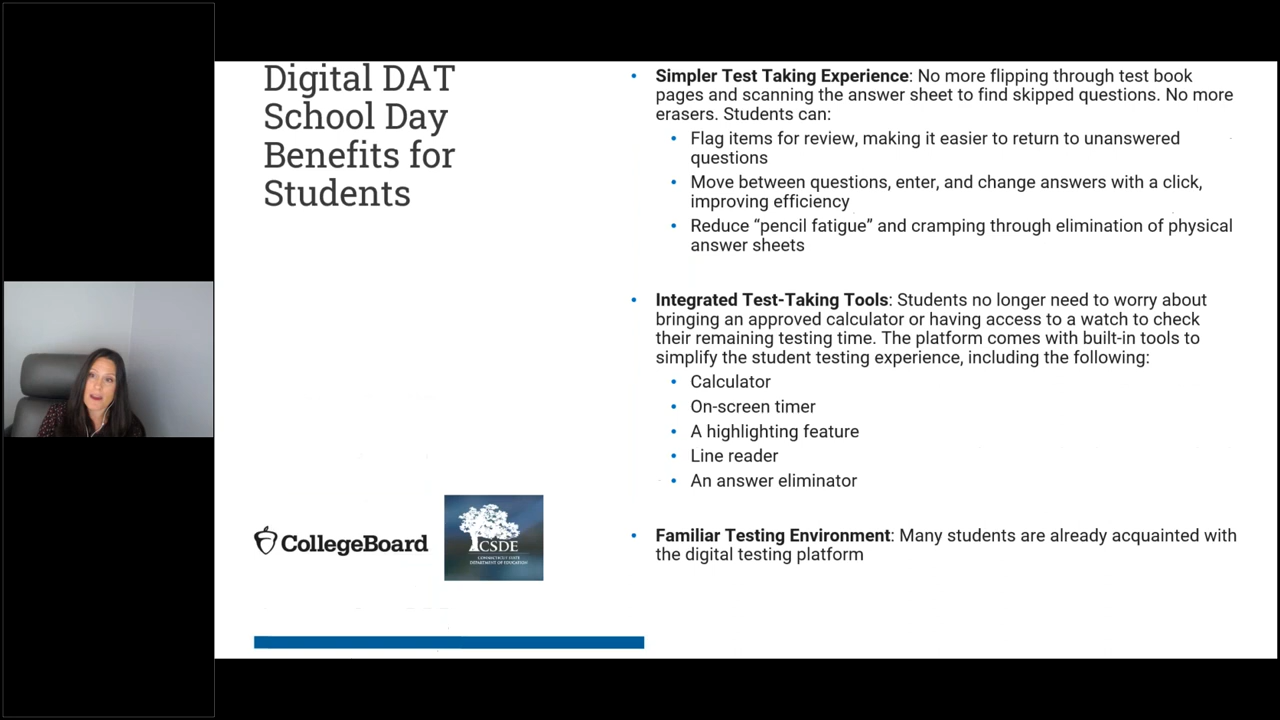 Digital DAT
School Day
Benefits for
Students
• Simpler Test Taking Experience: No more flipping through test book
pages and scanning the answer sheet to find skipped questions. No more
erasers. Students can:
• Flag items for review, making it easier to return to unanswered
questions
• Move between questions, enter, and change answers with a click,
improving efficiency
• Reduce “pencil fatigue” and cramping through elimination of physical
answer sheets
• Integrated Test-Taking Tools: Students no longer need to worry about
bringing an approved calculator or having access to a watch to check
their remaining testing time. The platform comes with built-in tools to
simplify the student testing experience, including the following:
• Calculator
• On-screen timer
• A highlighting feature
• Line reader
• An answer eliminator
• Familiar Testing Environment: Many students are already acquainted with
the digital testing platform
CollegeBoard
CSDE
CONNECTICUT STATE
DEPARTMENT OF EDUCATION